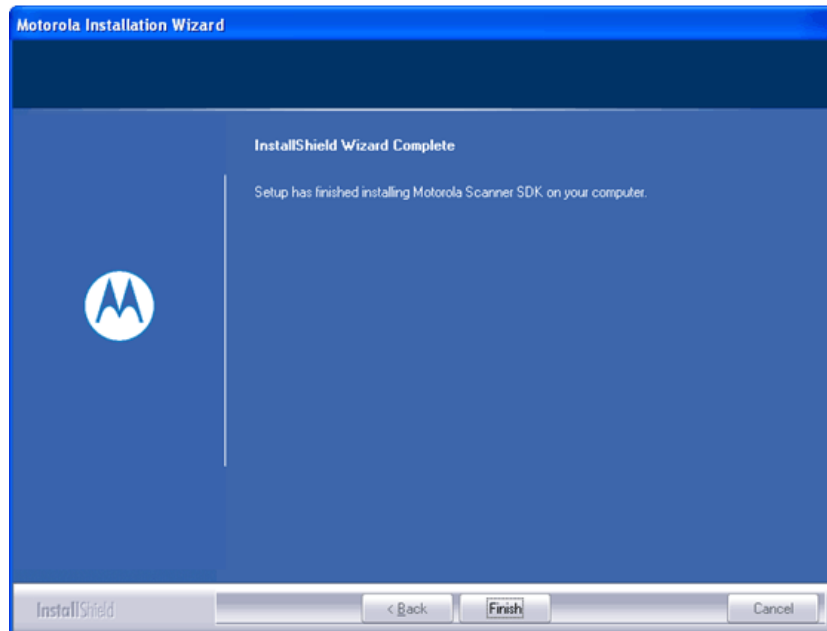 Motorola Installation Wizard
InstallShield Wizard Complete
Setup has finished installing Motorola Scanner SDK on your computer.
InstallShield
< Back
Finish
Cancel